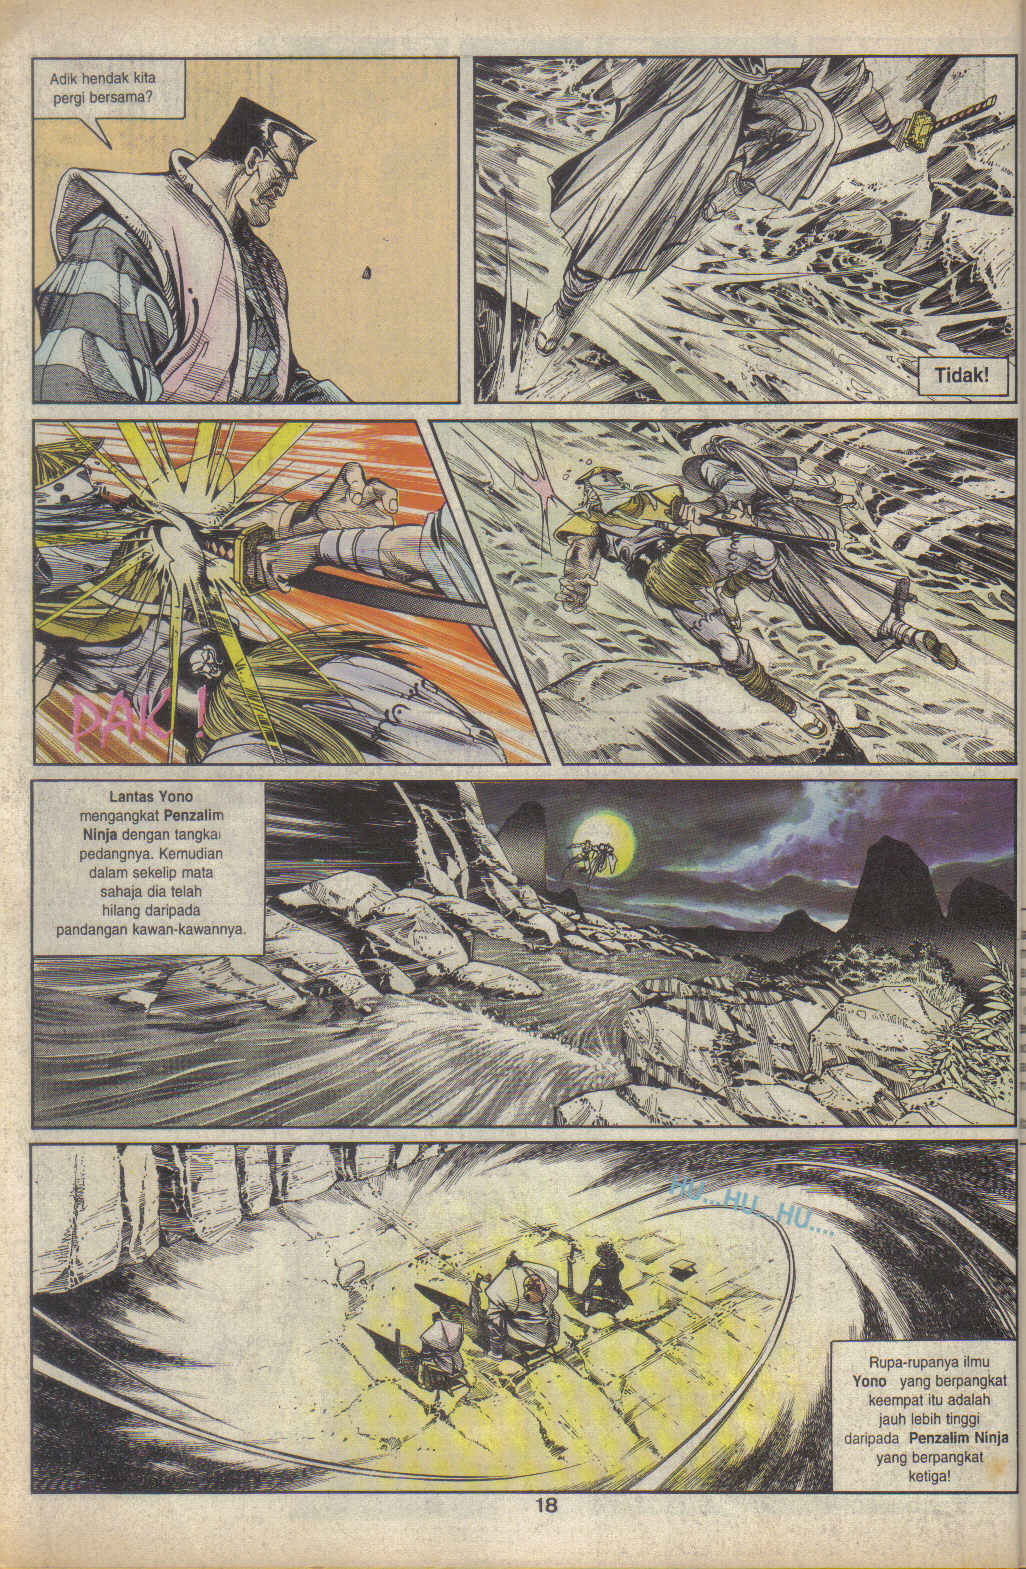 Adik hendak kita
pergi bersama?
Tidak!
PAK !
Lantas Yono
mengangkat Penzalim
Ninja dengan tangkai
pedangnya. Kemudian
dalam sekelip mata
sahaja dia telah
hilang daripada
pandangan kawan-kawannya.
HU...HU...HU....
Rupa-rupanya ilmu
Yono yang berpangkat
keempat itu adalah
jauh lebih tinggi
daripada Penzalim Ninja
yang berpangkat
ketiga!
18